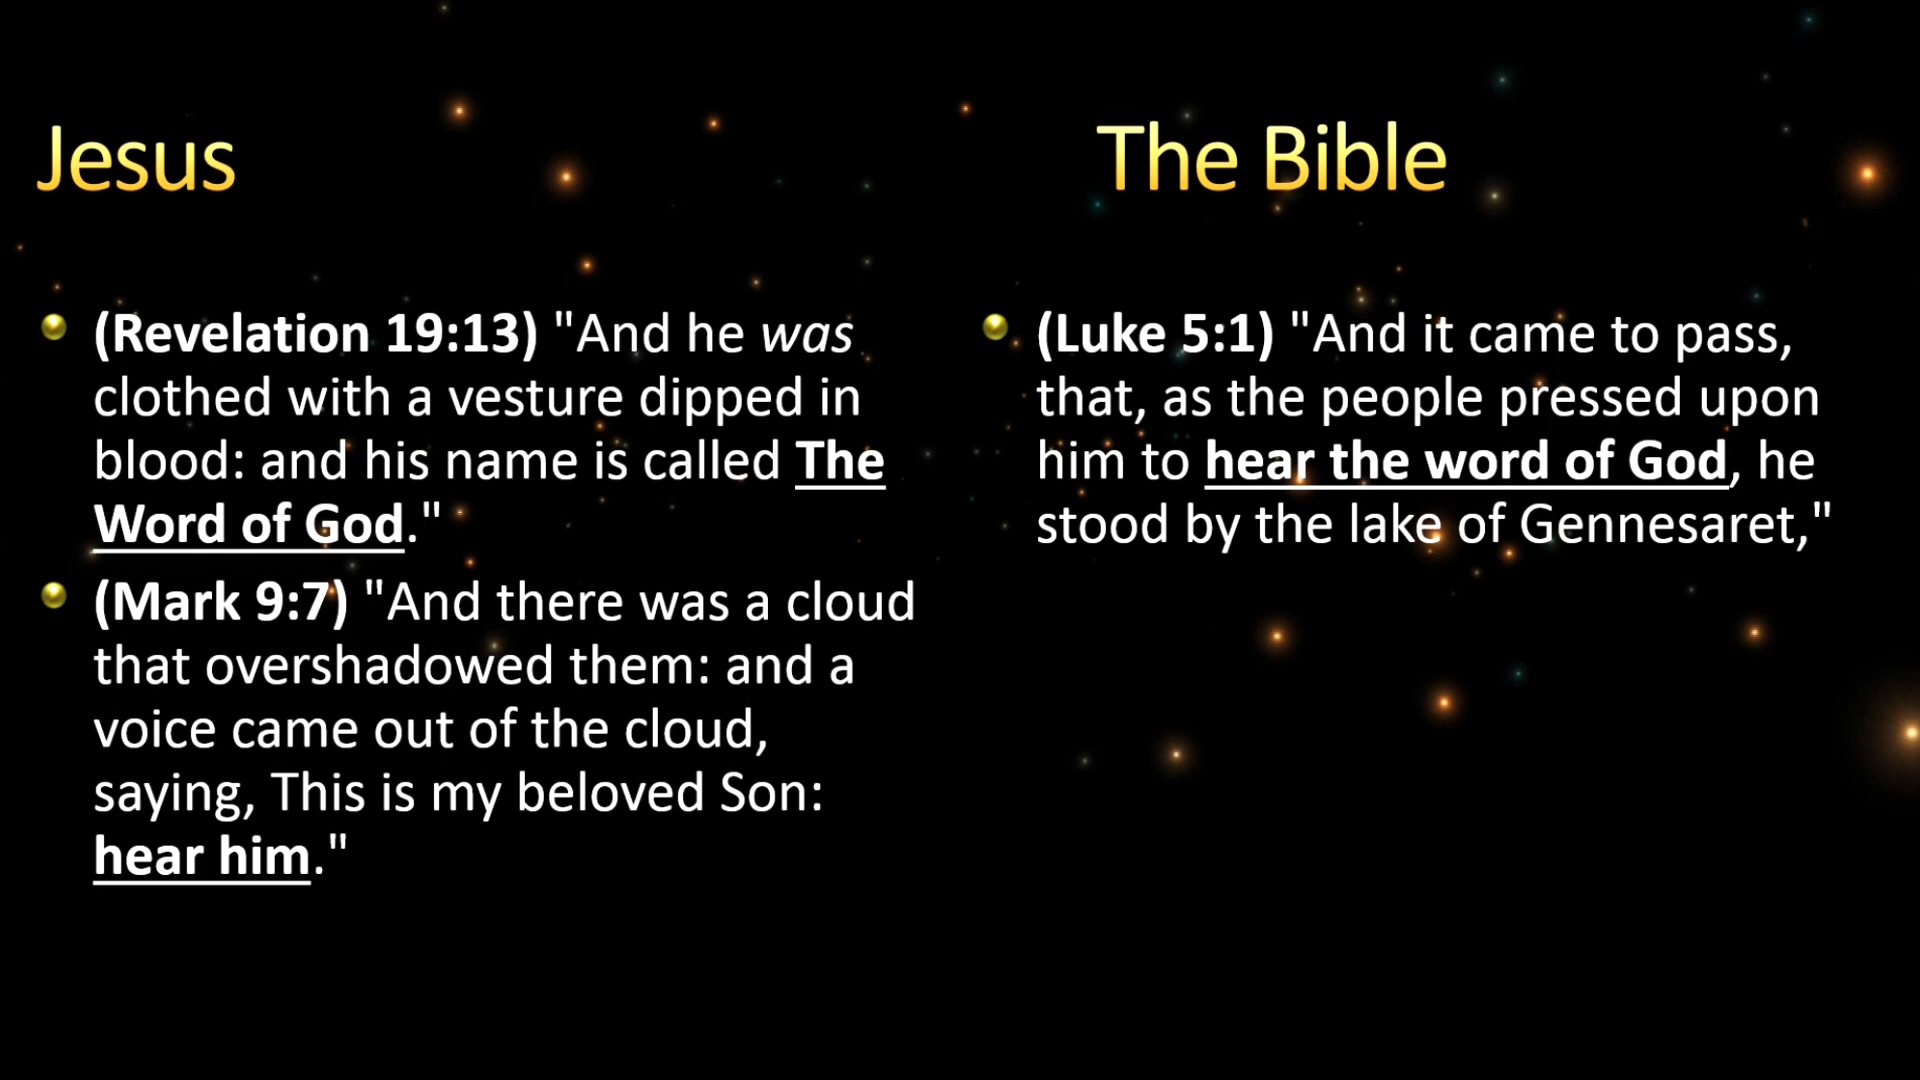 Jesus
(Revelation 19:13) "And he was
clothed with a vesture dipped in
blood: and his name is called The
Word of God."
(Mark 9:7) "And there was a cloud
that overshadowed them: and a
voice came out of the cloud,
saying, This is my beloved Son:
hear him."
The Bible
(Luke 5:1) "And it came to pass,
that, as the people pressed upon
him to hear the word of God, he
stood by the lake of Gennesaret,"